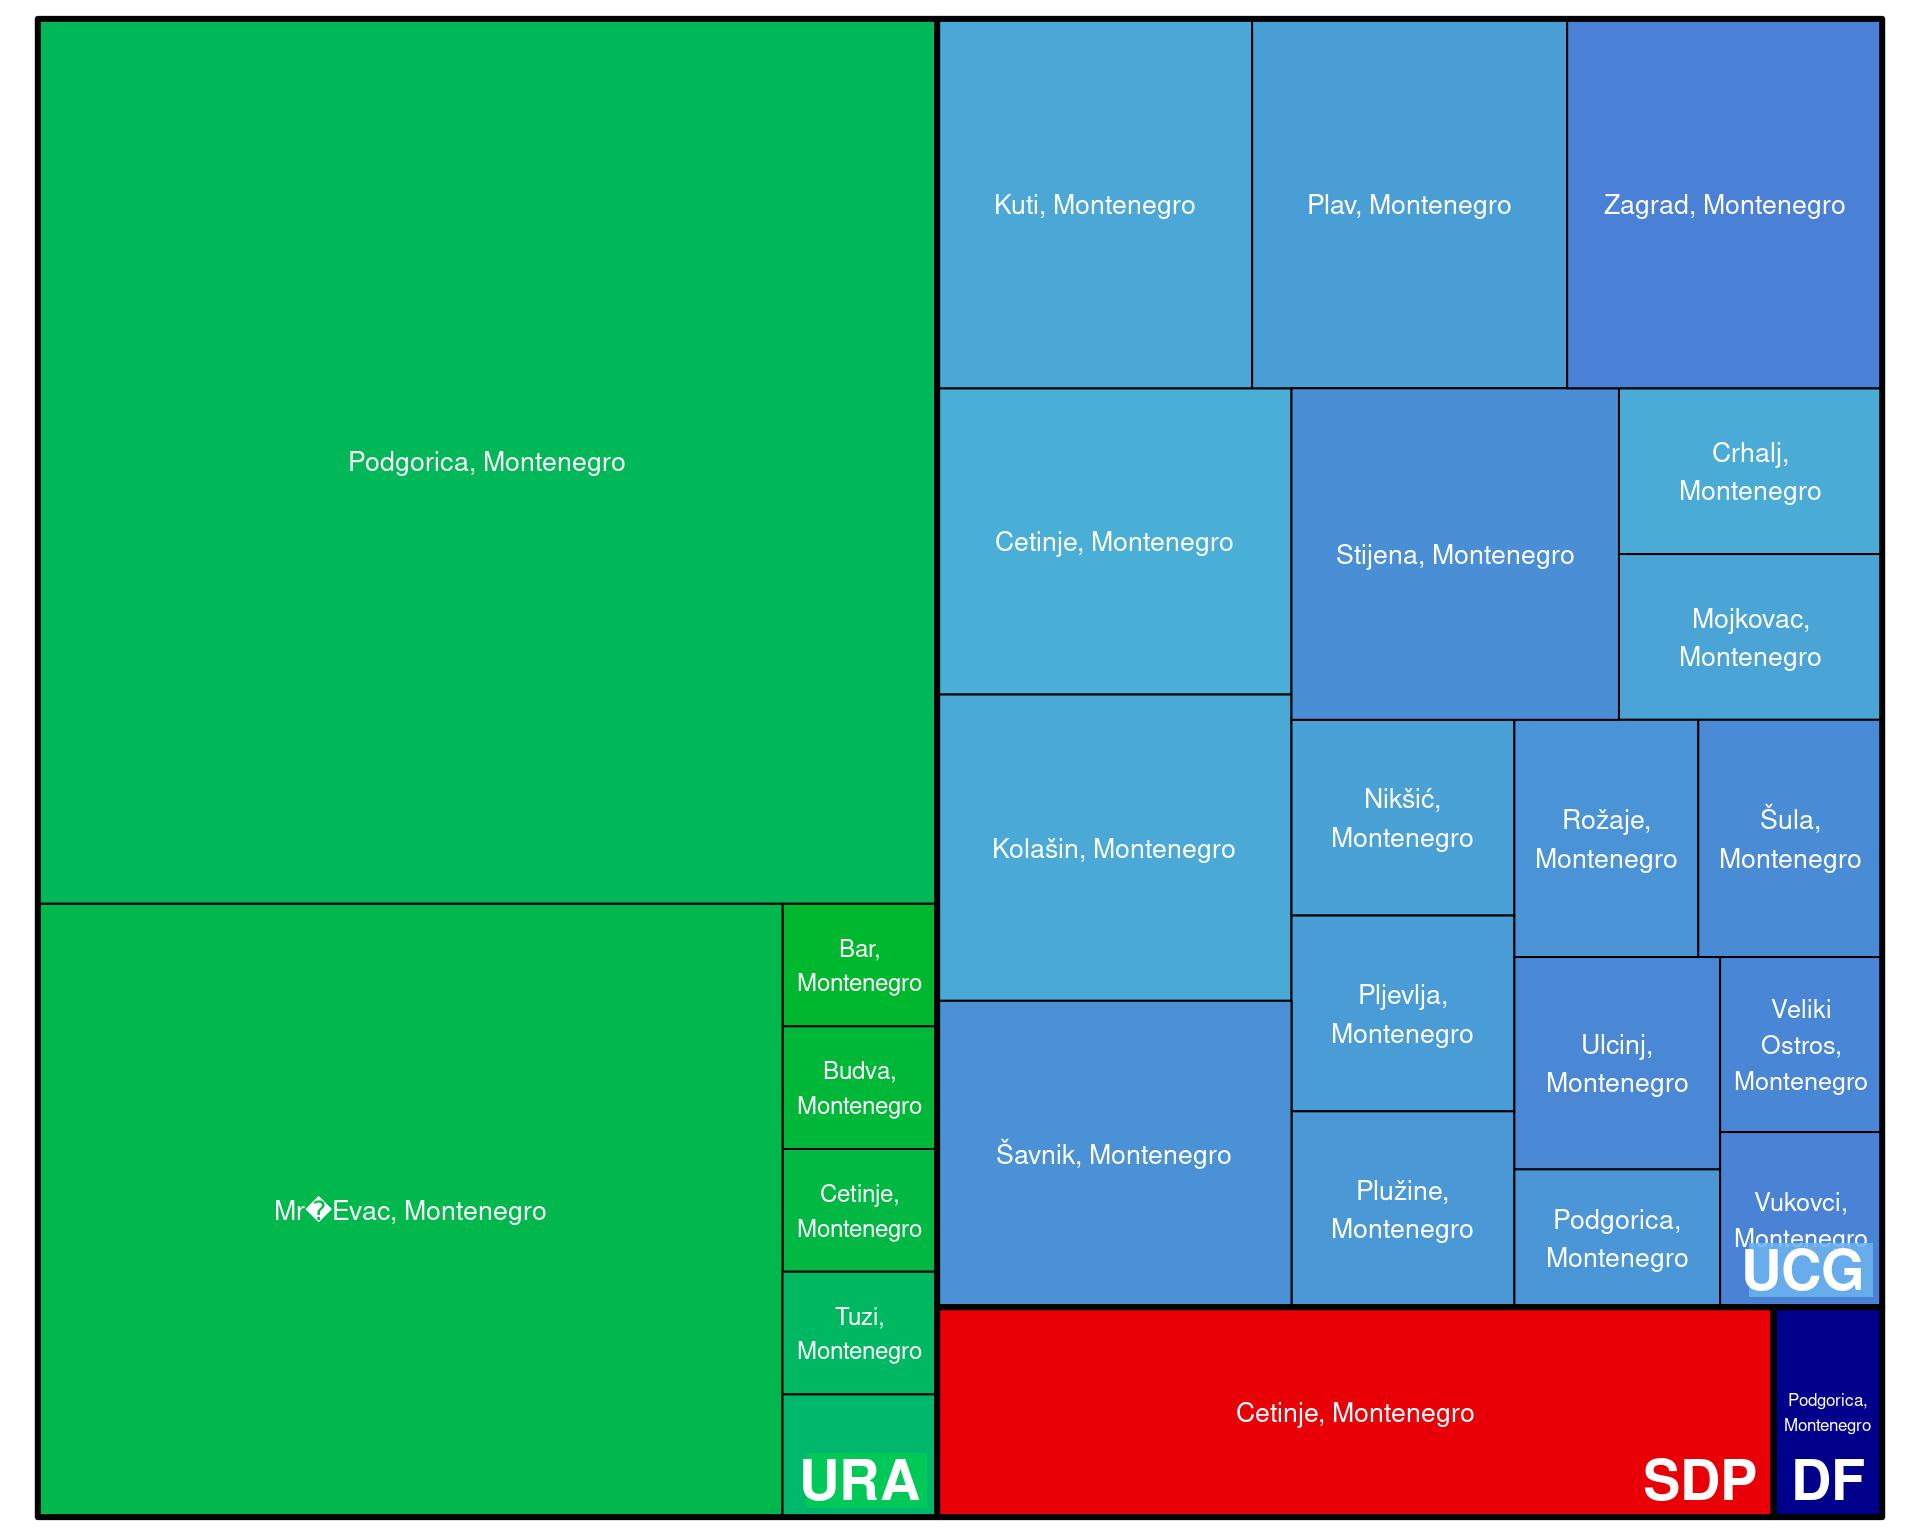 Podgorica, Montenegro
Mr�Evac, Montenegro
Bar,
Montenegro
Budva,
Montenegro
Cetinje,
Montenegro
Tuzi,
Montenegro
URA
Kuti, Montenegro
Plav, Montenegro
Zagrad, Montenegro
Cetinje, Montenegro
Stijena, Montenegro
Crhalj,
Montenegro
Mojkovac,
Montenegro
Kolašin, Montenegro
Nikšić,
Montenegro
Rožaje,
Montenegro
Šula,
Montenegro
Šavnik, Montenegro
Pljevlja,
Montenegro
Plužine,
Montenegro
Ulcinj,
Montenegro
Podgorica,
Montenegro
Veliki
Ostros,
Montenegro
Vukovci,
Montenegro
UCG
Cetinje, Montenegro
SDP
Podgorica,
Montenegro
DF